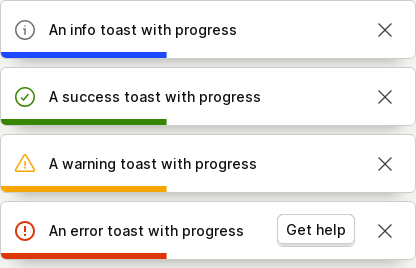 An info toast with progress
A success toast with progress
A warning toast with progress
An error toast with progress Get help